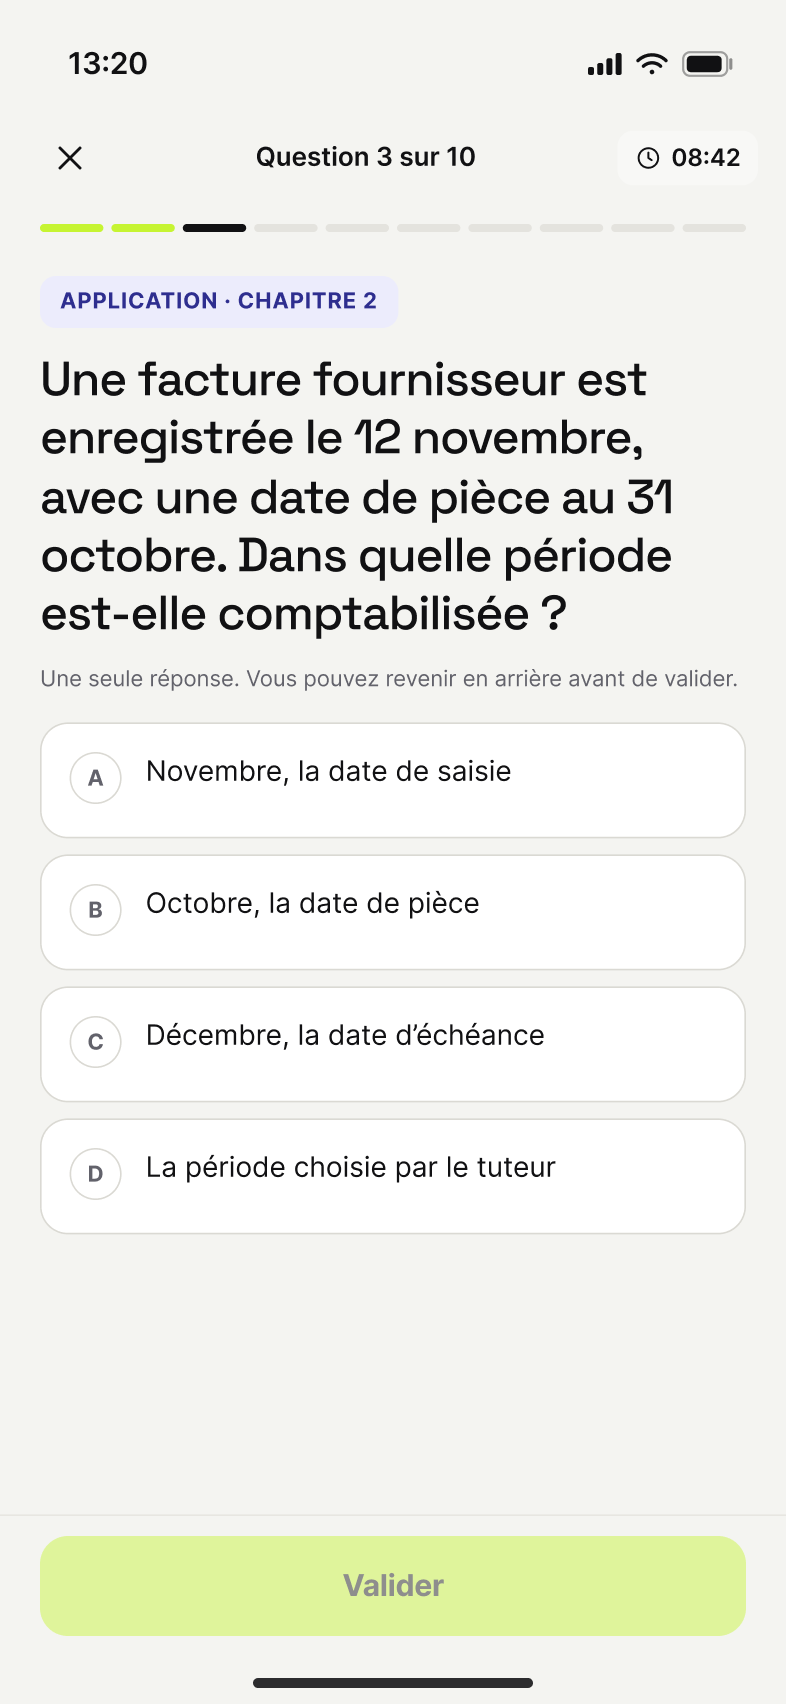 13:20
Question 3 sur 10
08:42
APPLICATION · CHAPITRE 2
Une facture fournisseur est
enregistrée le 12 novembre,
avec une date de pièce au 31
octobre. Dans quelle période
est-elle comptabilisée ?
Une seule réponse. Vous pouvez revenir en arrière avant de valider.
A Novembre, la date de saisie
B Octobre, la date de pièce
C Décembre, la date d’échéance
D La période choisie par le tuteur
Valider